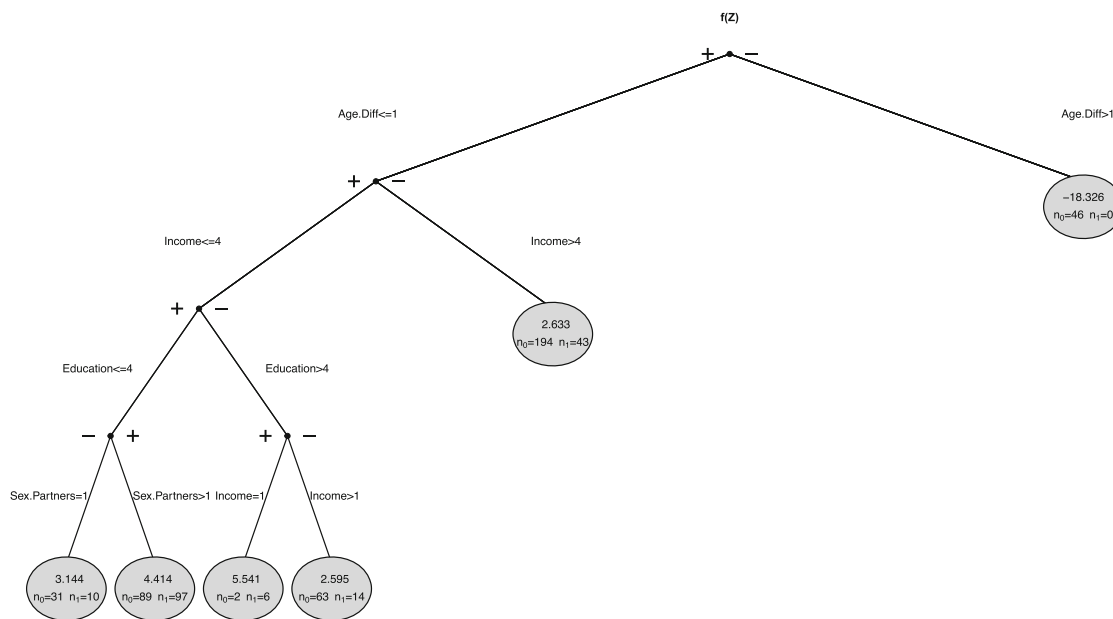 f(Z)
+ −
Age.Diff<=1
Age.Diff>1
+ −
−18.326
n₀=46 n₁=0
Income<=4
Income>4
+ −
2.633
n₀=194 n₁=43
Education<=4
Education>4
− +
+ −
Sex.Partners=1
Sex.Partners>1
Income=1
Income>1
3.144
n₀=31 n₁=10
4.414
n₀=89 n₁=97
5.541
n₀=2 n₁=6
2.595
n₀=63 n₁=14